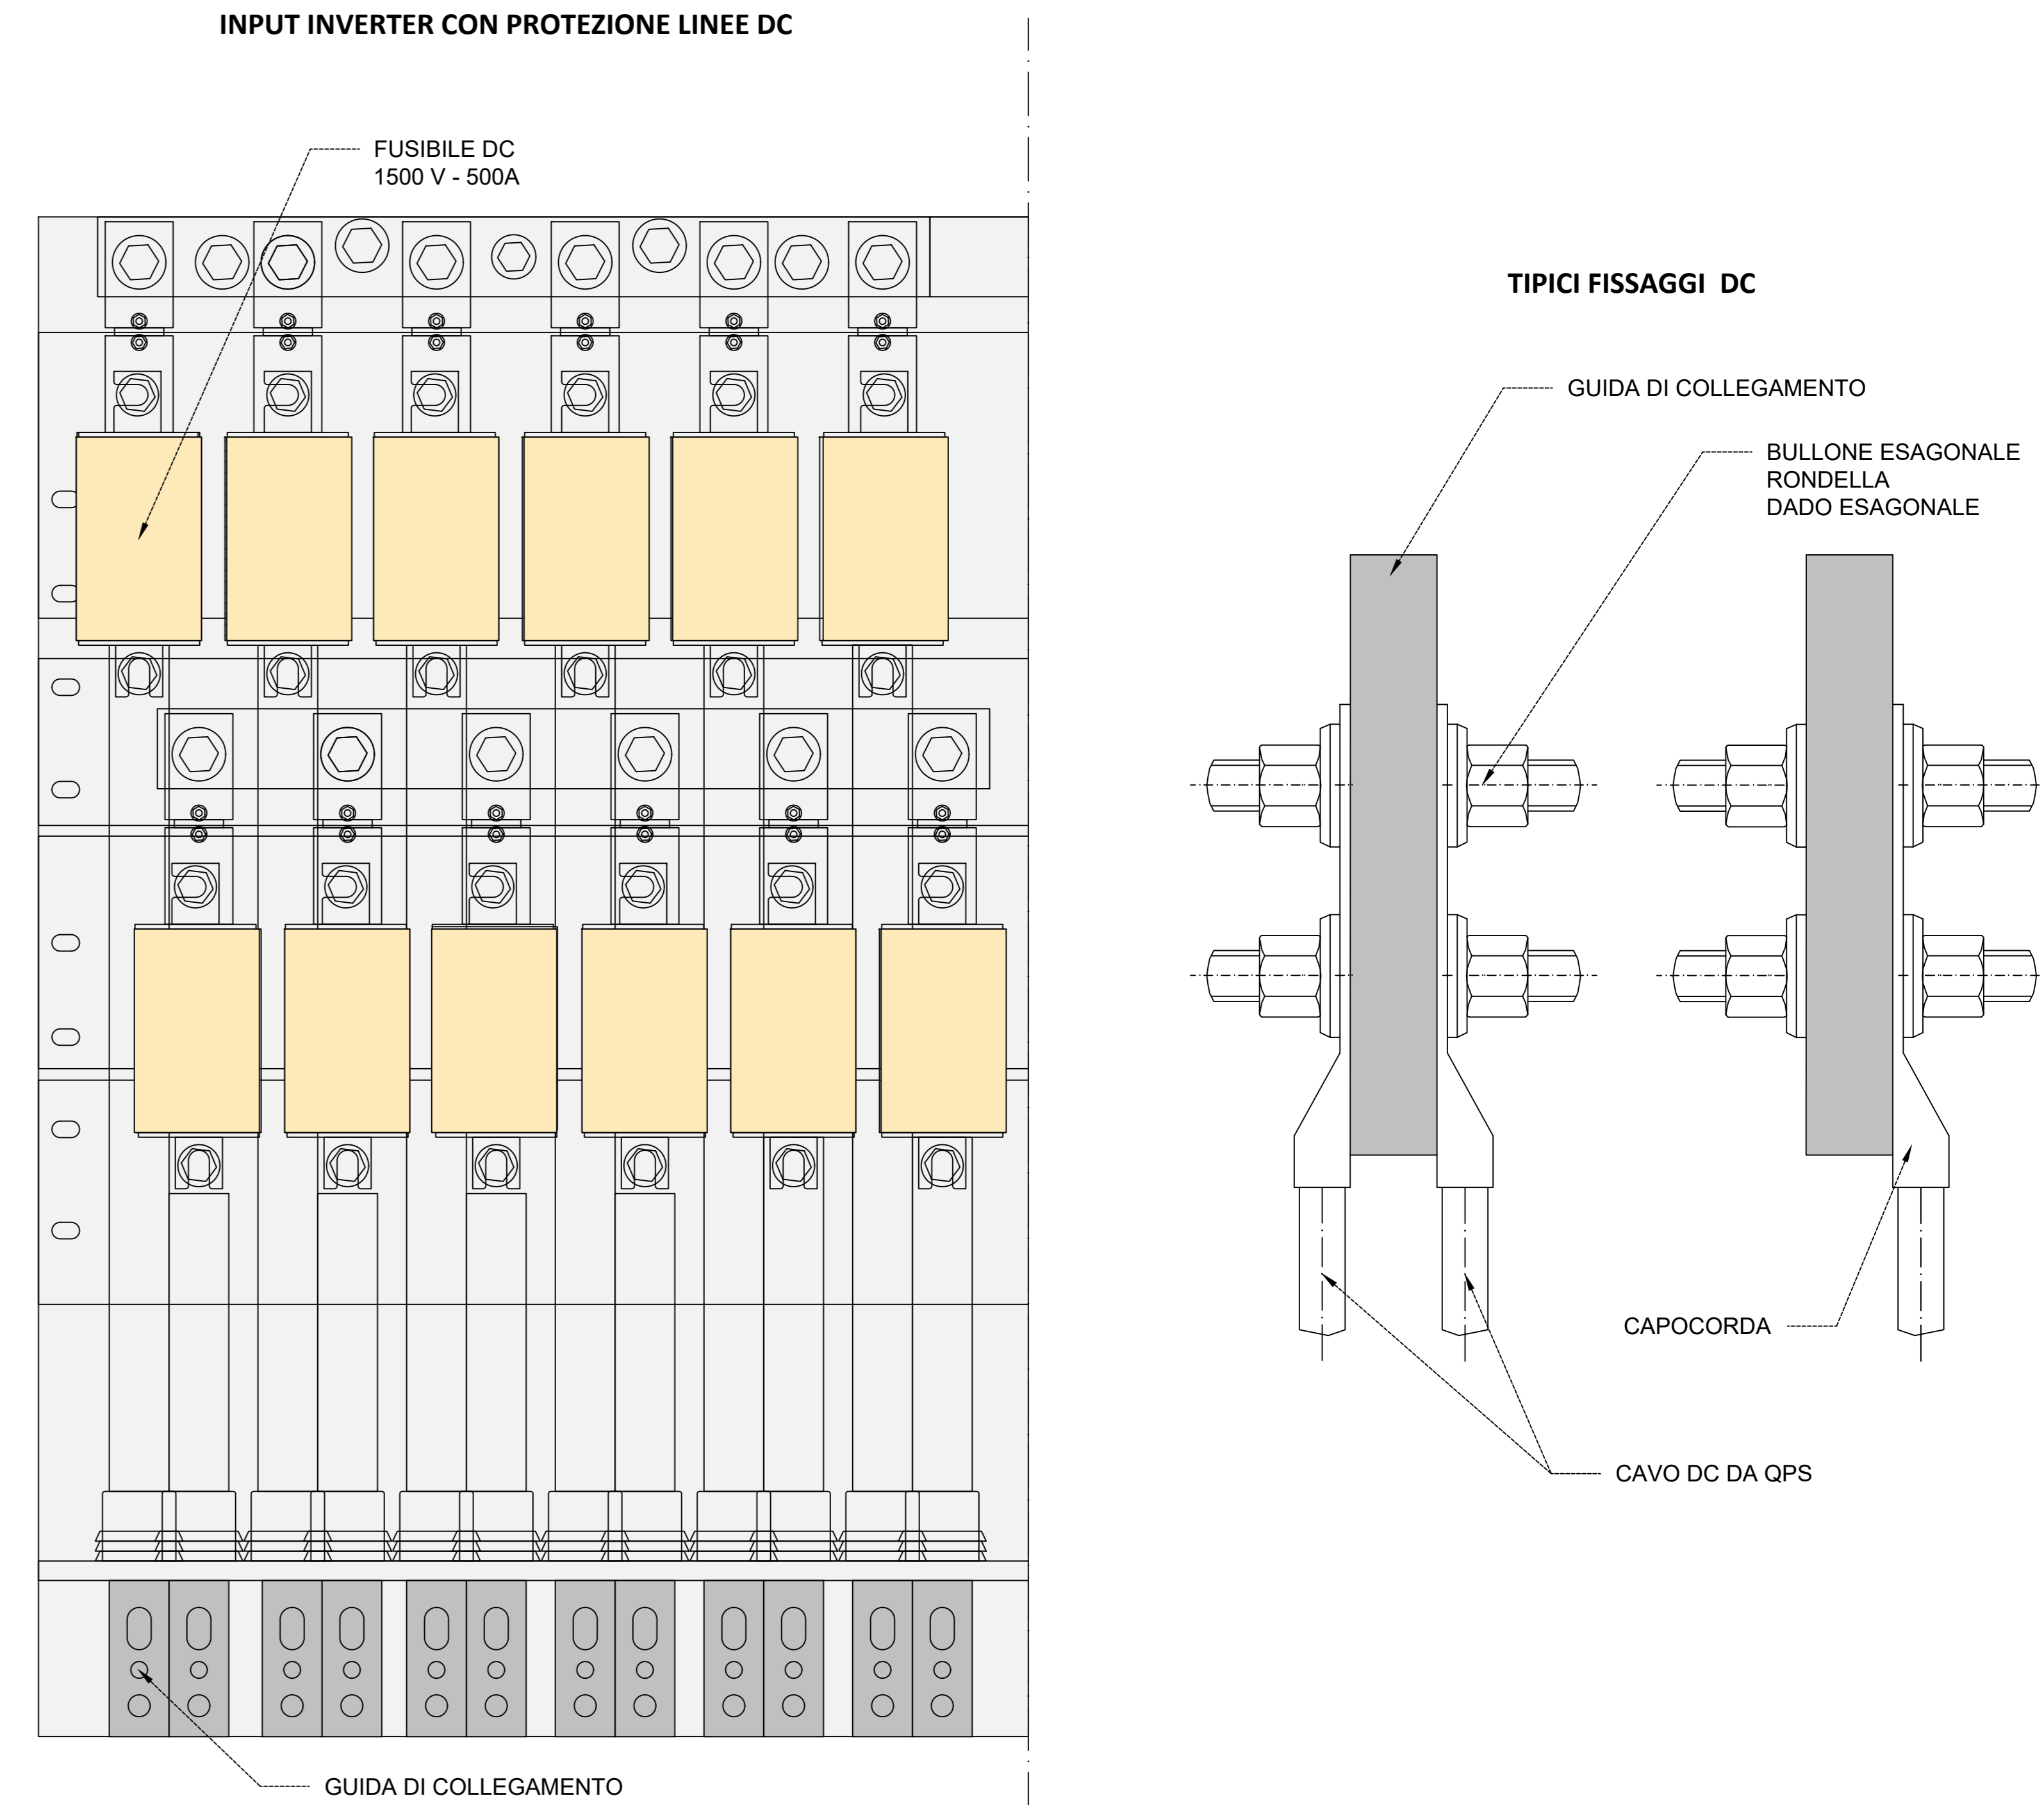 INPUT INVERTER CON PROTEZIONE LINEE DC
FUSIBILE DC
1500 V - 500A
GUIDA DI COLLEGAMENTO
TIPICI FISSAGGI DC
GUIDA DI COLLEGAMENTO
BULLONE ESAGONALE
RONDELLA
DADO ESAGONALE
CAPOCORDA
CAVO DC DA QPS